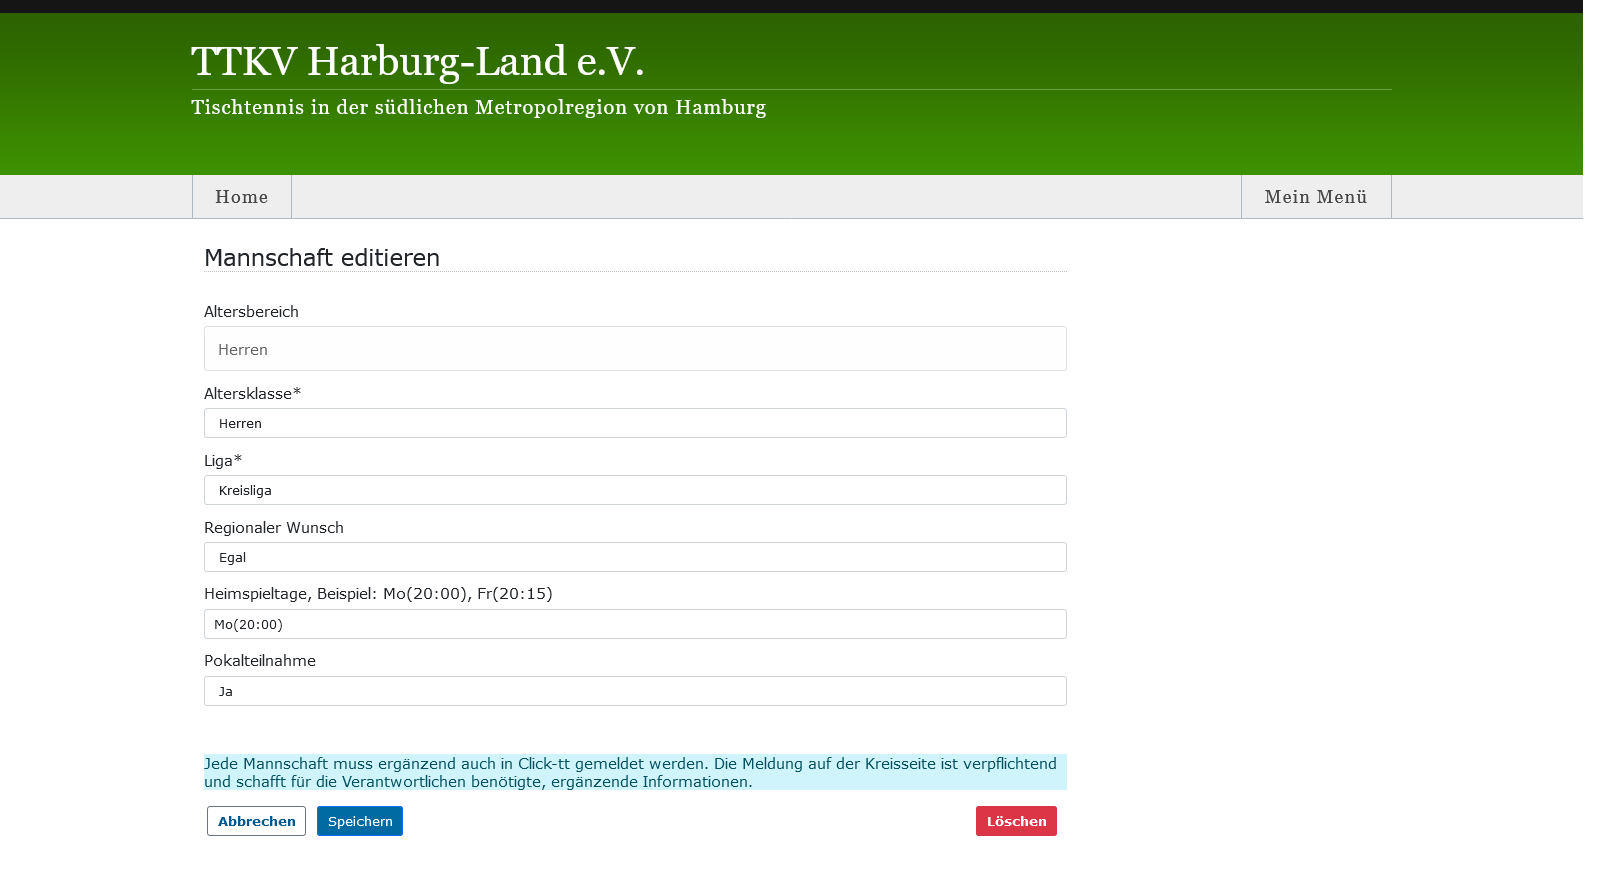 TTKV Harburg-Land e.V.
Tischtennis in der südlichen Metropolregion von Hamburg
Home
Mein Menü
Mannschaft editieren
Altersbereich
Herren
Altersklasse*
Herren
Liga*
Kreisliga
Regionaler Wunsch
Egal
Heimspieltage, Beispiel: Mo(20:00), Fr(20:15)
Mo(20:00)
Pokalteilnahme
Ja
Jede Mannschaft muss ergänzend auch in Click-tt gemeldet werden. Die Meldung auf der Kreisseite ist verpflichtend
und schafft für die Verantwortlichen benötigte, ergänzende Informationen.
Abbrechen
Speichern
Löschen